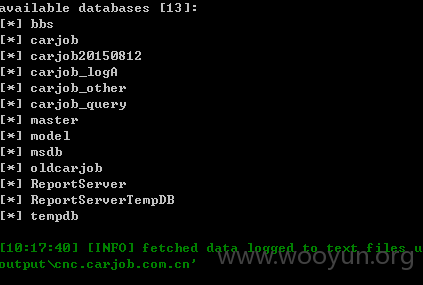 available databases [13]:
[*] bbs
[*] carjob
[*] carjob20150812
[*] carjob_logA
[*] carjob_other
[*] carjob_query
[*] master
[*] model
[*] msdb
[*] oldcarjob
[*] ReportServer
[*] ReportServerTempDB
[*] tempdb
[10:17:40] [INFO] fetched data logged to text files u
output\cnc.carjob.com.cn'
www.wooyun.org